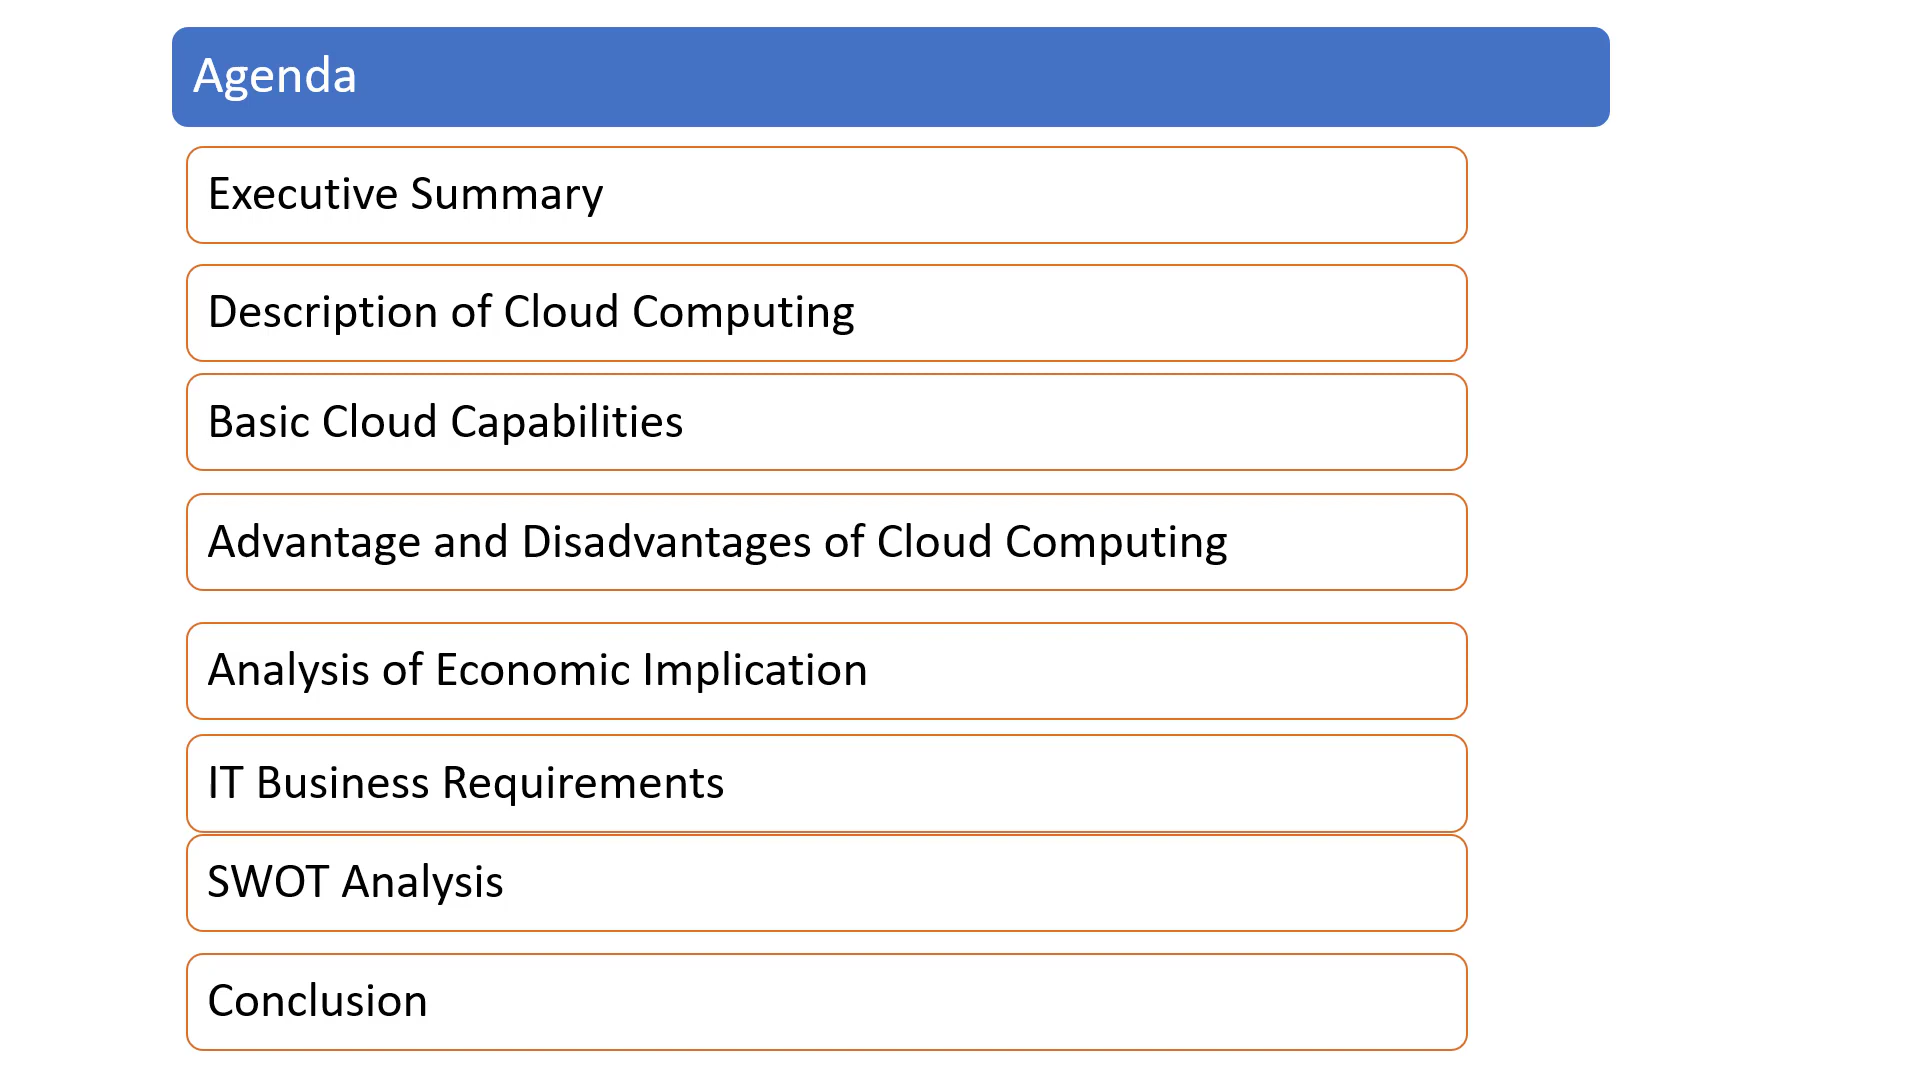 Agenda
Executive Summary
Description of Cloud Computing
Basic Cloud Capabilities
Advantage and Disadvantages of Cloud Computing
Analysis of Economic Implication
IT Business Requirements
SWOT Analysis
Conclusion